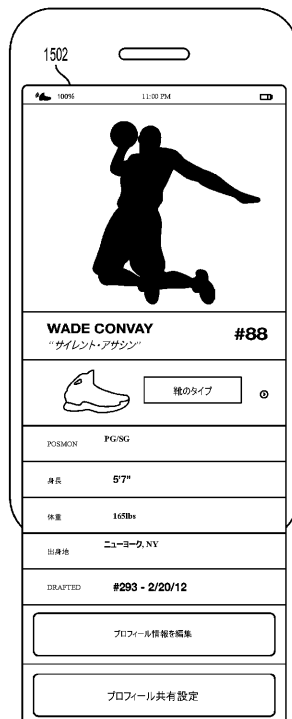 1502
100% 11:00 PM
WADE CONVAY #88
"サイレント・アサシン"
靴のタイプ
POSMON PG/SG
身長 5'7"
体重 165lbs
出身地 ニューヨーク, NY
DRAFTED #293 - 2/20/12
プロフィール情報を編集
プロフィール共有設定